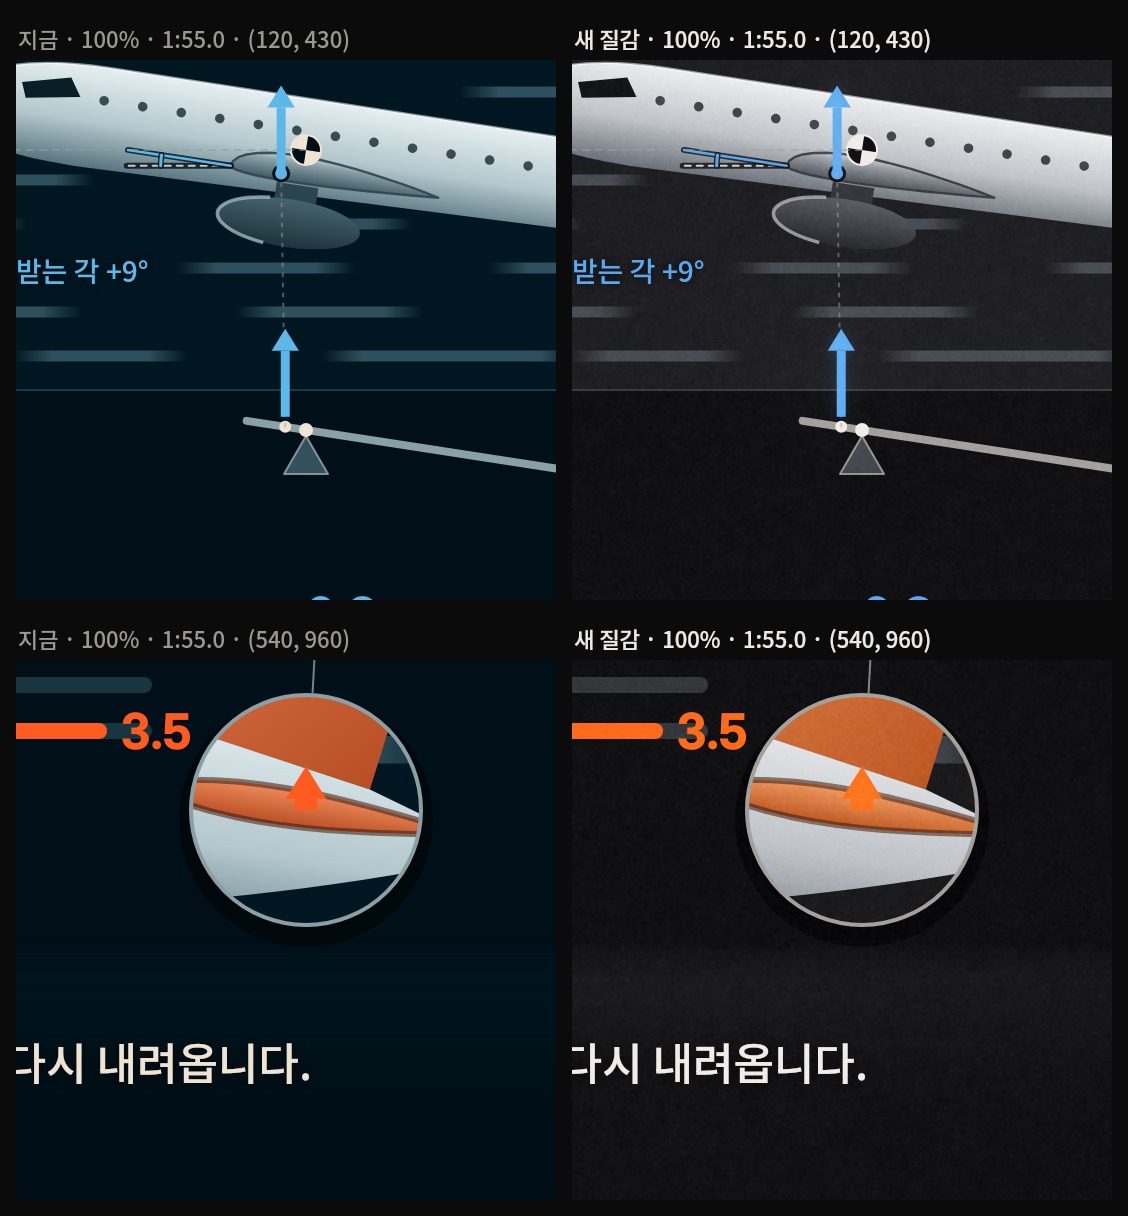 지금 · 100% · 1:55.0 · (120, 430)
새 질감 · 100% · 1:55.0 · (120, 430)
받는 각 +9°
받는 각 +9°
지금 · 100% · 1:55.0 · (540, 960)
새 질감 · 100% · 1:55.0 · (540, 960)
3.5
3.5
다시 내려옵니다.
다시 내려옵니다.